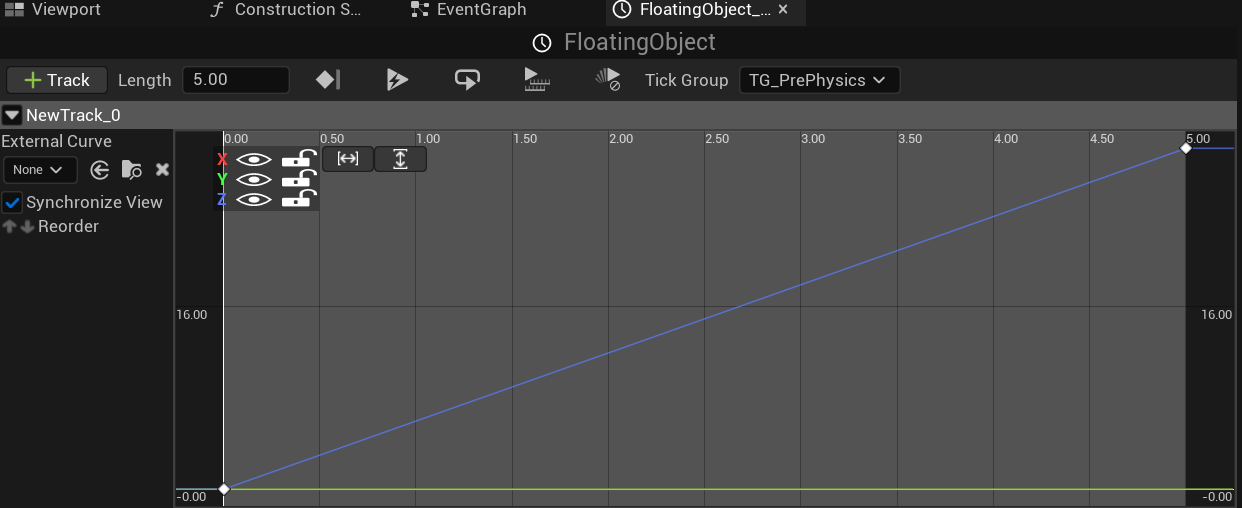 Viewport Construction S... EventGraph FloatingObject_...
FloatingObject
Track Length 5.00 Tick Group TG_PrePhysics
NewTrack_0
External Curve
None
Synchronize View
Reorder
0.00 0.50 1.00 1.50 2.00 2.50 3.00 3.50 4.00 4.50 5.00
X
Y
Z
16.00 16.00
-0.00 -0.00